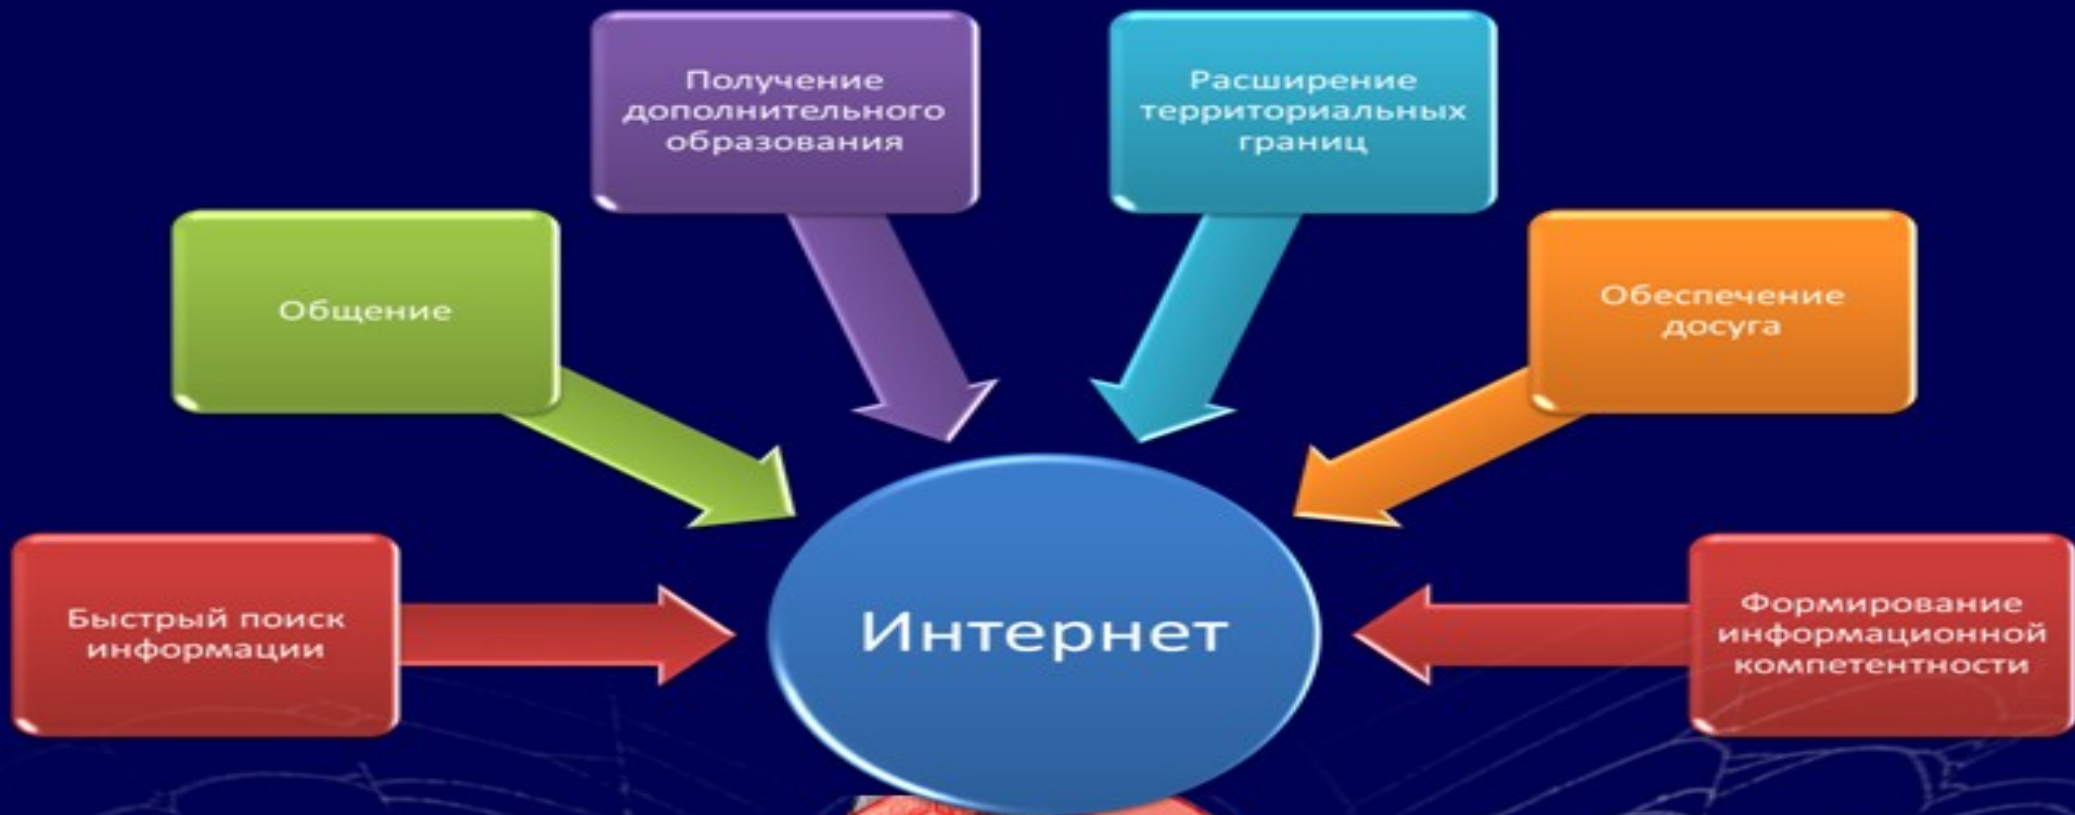 Получение
дополнительного
образования
Расширение
территориальных
границ
Общение
Обеспечение
досуга
Быстрый поиск
информации
Интернет
Формирование
информационной
компетентности